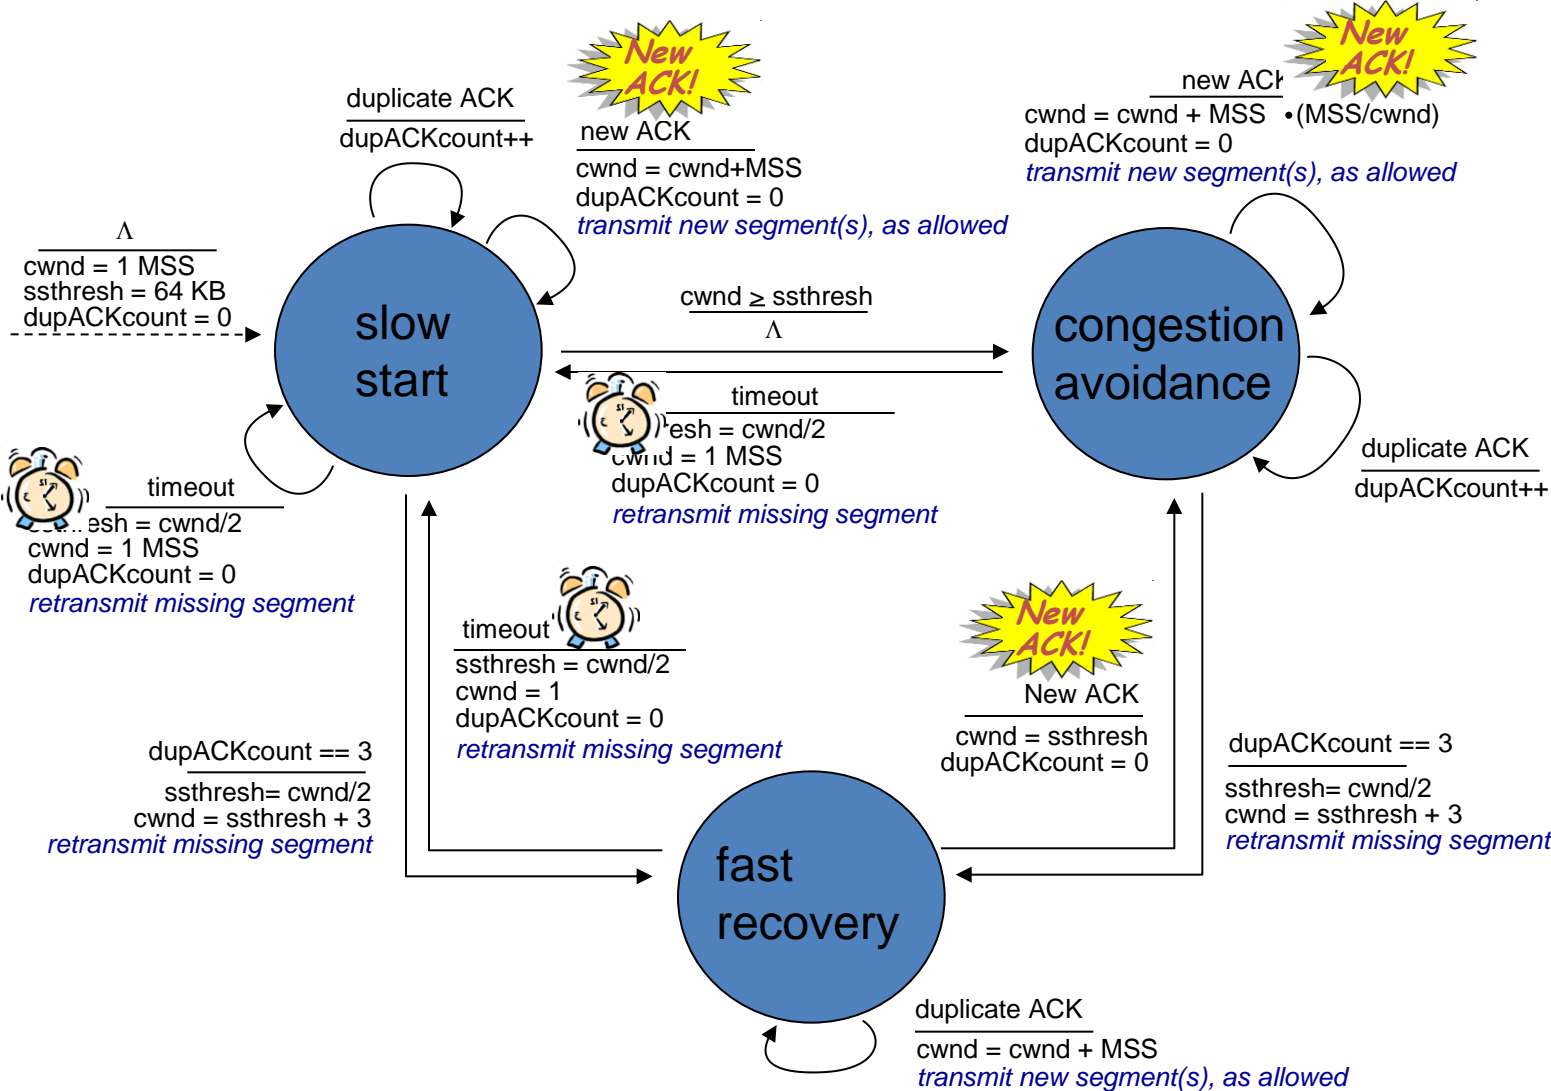 New
ACK!
duplicate ACK
dupACKcount++
new ACK
cwnd = cwnd+MSS
dupACKcount = 0
transmit new segment(s), as allowed
New
ACK!
new ACK
cwnd = cwnd + MSS •(MSS/cwnd)
dupACKcount = 0
transmit new segment(s), as allowed
Λ
cwnd = 1 MSS
ssthresh = 64 KB
dupACKcount = 0
slow
start
cwnd ≥ ssthresh
Λ
congestion
avoidance
timeout
esh = cwnd/2
cwnd = 1 MSS
dupACKcount = 0
retransmit missing segment
duplicate ACK
dupACKcount++
timeout
esh = cwnd/2
cwnd = 1 MSS
dupACKcount = 0
retransmit missing segment
timeout
ssthresh = cwnd/2
cwnd = 1
dupACKcount = 0
retransmit missing segment
New
ACK!
New ACK
cwnd = ssthresh
dupACKcount = 0
dupACKcount == 3
ssthresh= cwnd/2
cwnd = ssthresh + 3
retransmit missing segment
dupACKcount == 3
ssthresh= cwnd/2
cwnd = ssthresh + 3
retransmit missing segment
fast
recovery
duplicate ACK
cwnd = cwnd + MSS
transmit new segment(s), as allowed